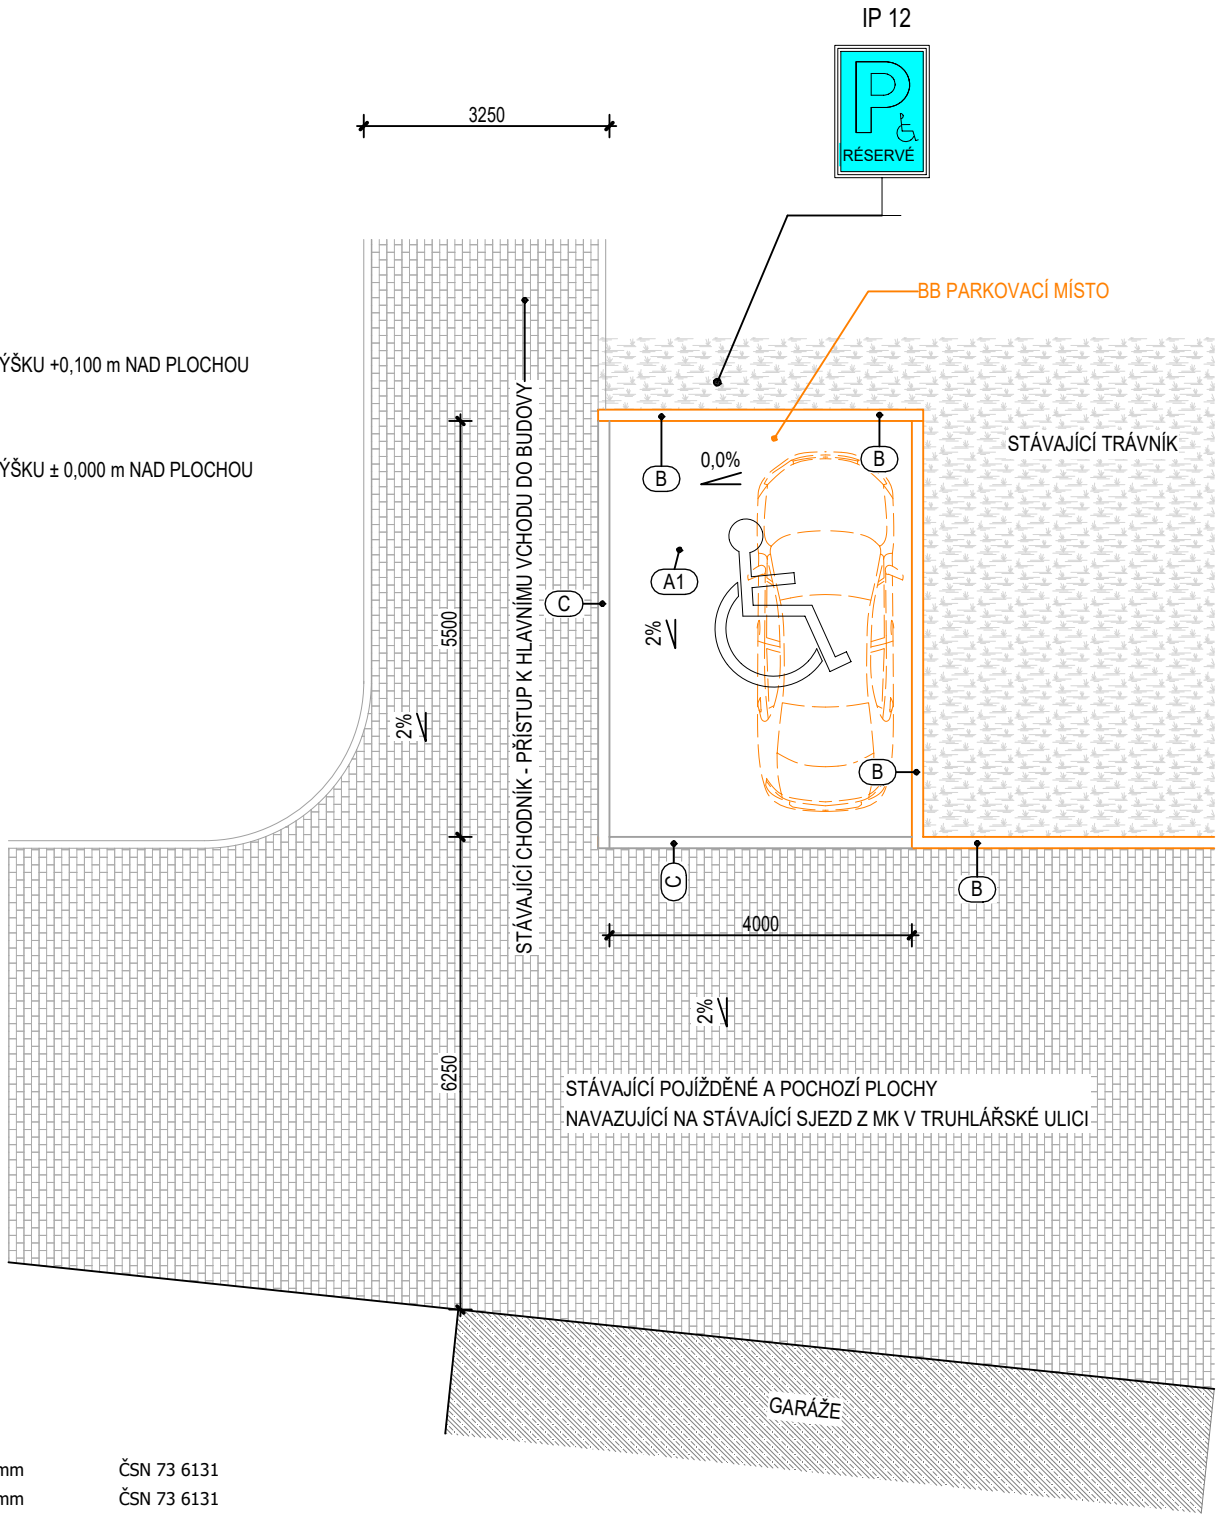 IP 12
P
RÉSERVÉ
3250
BB PARKOVACÍ MÍSTO
ÝŠKU +0,100 m NAD PLOCHOU
ÝŠKU ± 0,000 m NAD PLOCHOU
STÁVAJÍCÍ TRÁVNÍK
B
0,0%
B
A1
C
2%
5500
STÁVAJÍCÍ CHODNÍK - PŘÍSTUP K HLAVNÍMU VCHODU DO BUDOVY
2%
B
C
B
4000
2%
6250
STÁVAJÍCÍ POJÍŽDĚNÉ A POCHOZÍ PLOCHY
NAVAZUJÍCÍ NA STÁVAJÍCÍ SJEZD Z MK V TRUHLÁŘSKÉ ULICI
GARÁŽE
mm ČSN 73 6131
mm ČSN 73 6131